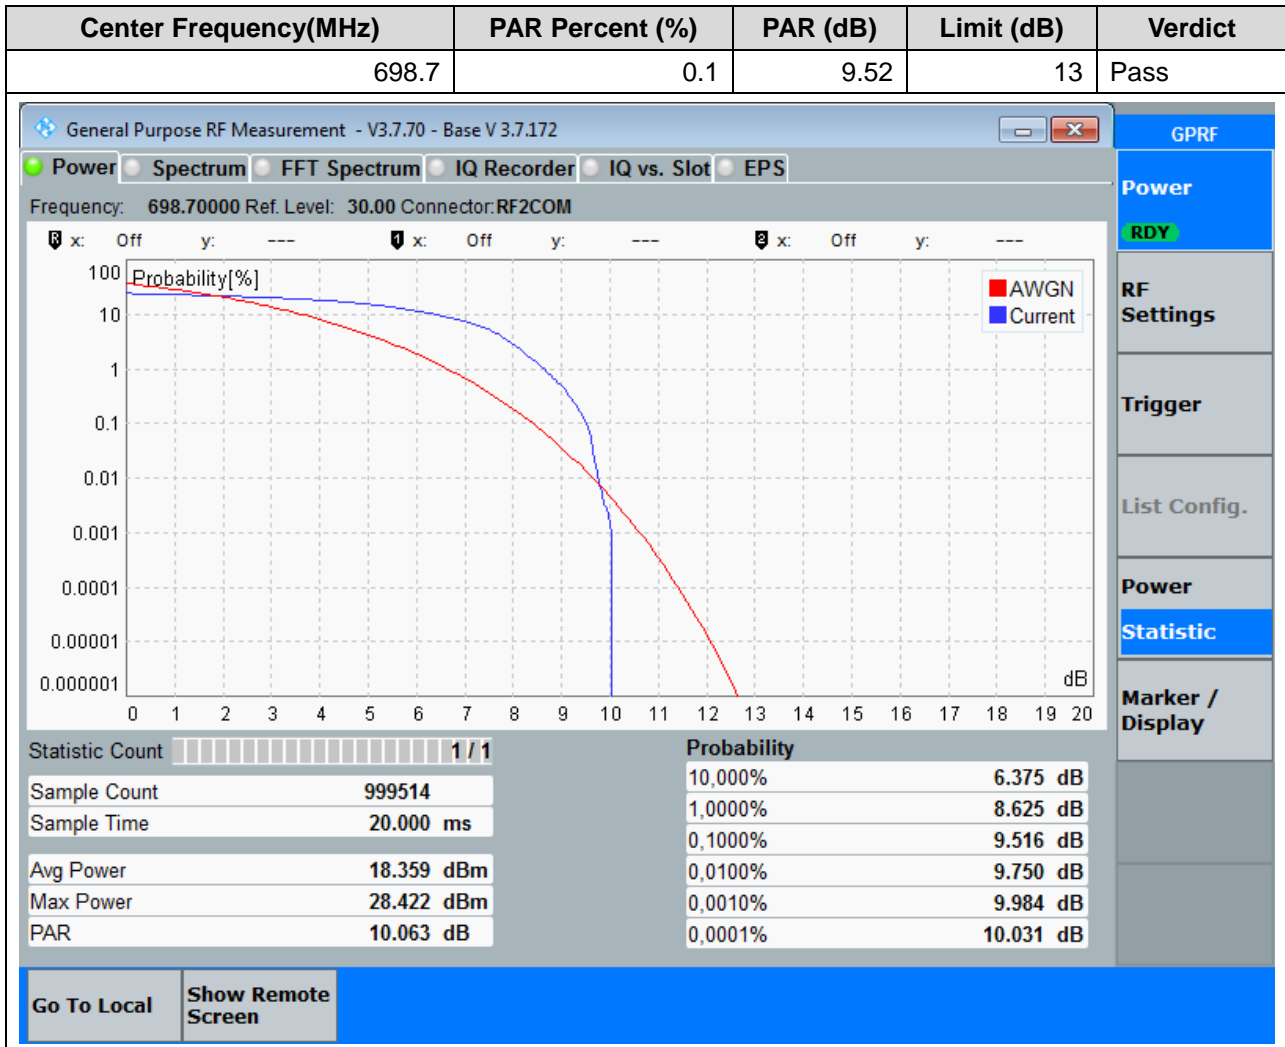 Center Frequency(MHz) PAR Percent (%) PAR (dB) Limit (dB) Verdict
698.7 0.1 9.52 13 Pass
General Purpose RF Measurement - V3.7.70 - Base V 3.7.172
GPRF
Power Spectrum FFT Spectrum IQ Recorder IQ vs. Slot EPS
Frequency: 698.70000 Ref. Level: 30.00 Connector:RF2COM
R x: Off y: --- 1 x: Off y: --- 2 x: Off y: ---
Power
RDY
RF
Settings
Trigger
List Config.
Power
Statistic
Marker /
Display
Probability[%]
AWGN
Current
100
10
1
0.1
0.01
0.001
0.0001
0.00001
0.000001
dB
0 1 2 3 4 5 6 7 8 9 10 11 12 13 14 15 16 17 18 19 20
Statistic Count 1 / 1
Sample Count 999514
Sample Time 20.000 ms
Avg Power 18.359 dBm
Max Power 28.422 dBm
PAR 10.063 dB
Probability
10,000% 6.375 dB
1,0000% 8.625 dB
0,1000% 9.516 dB
0,0100% 9.750 dB
0,0010% 9.984 dB
0,0001% 10.031 dB
Go To Local
Show Remote
Screen